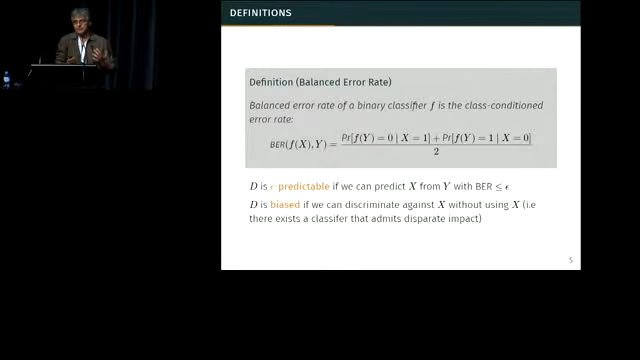 DEFINITIONS
Definition (Balanced Error Rate)
Balanced error rate of a binary classifier f is the class-conditioned
error rate:
BER(f(X), Y) = Pr[f(Y) = 0 | X = 1] + Pr[f(Y) = 1 | X = 0] / 2
D is ϵ predictable if we can predict X from Y with BER ≤ ϵ
D is biased if we can discriminate against X without using X (i.e
there exists a classifer that admits disparate impact)
5